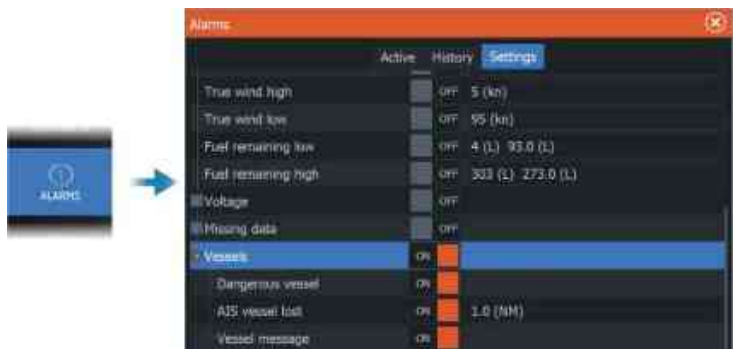 Alarms
Active History Settings
True wind high OFF 5 (kn)
True wind low OFF 95 (kn)
Fuel remaining low OFF 4 (L) 93.0 (L)
Fuel remaining high OFF 303 (L) 273.0 (L)
Voltage OFF
Missing data OFF
ALARMS
Vessels ON
Dangerous vessel ON
AIS vessel lost ON 1.0 (NM)
Vessel message ON